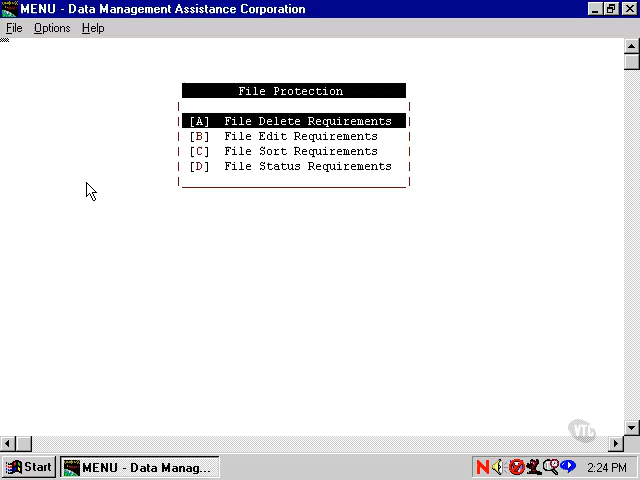 MENU - Data Management Assistance Corporation
File Options Help
File Protection
[A] File Delete Requirements
[B] File Edit Requirements
[C] File Sort Requirements
[D] File Status Requirements
VTC
Start MENU - Data Manag... 2:24 PM